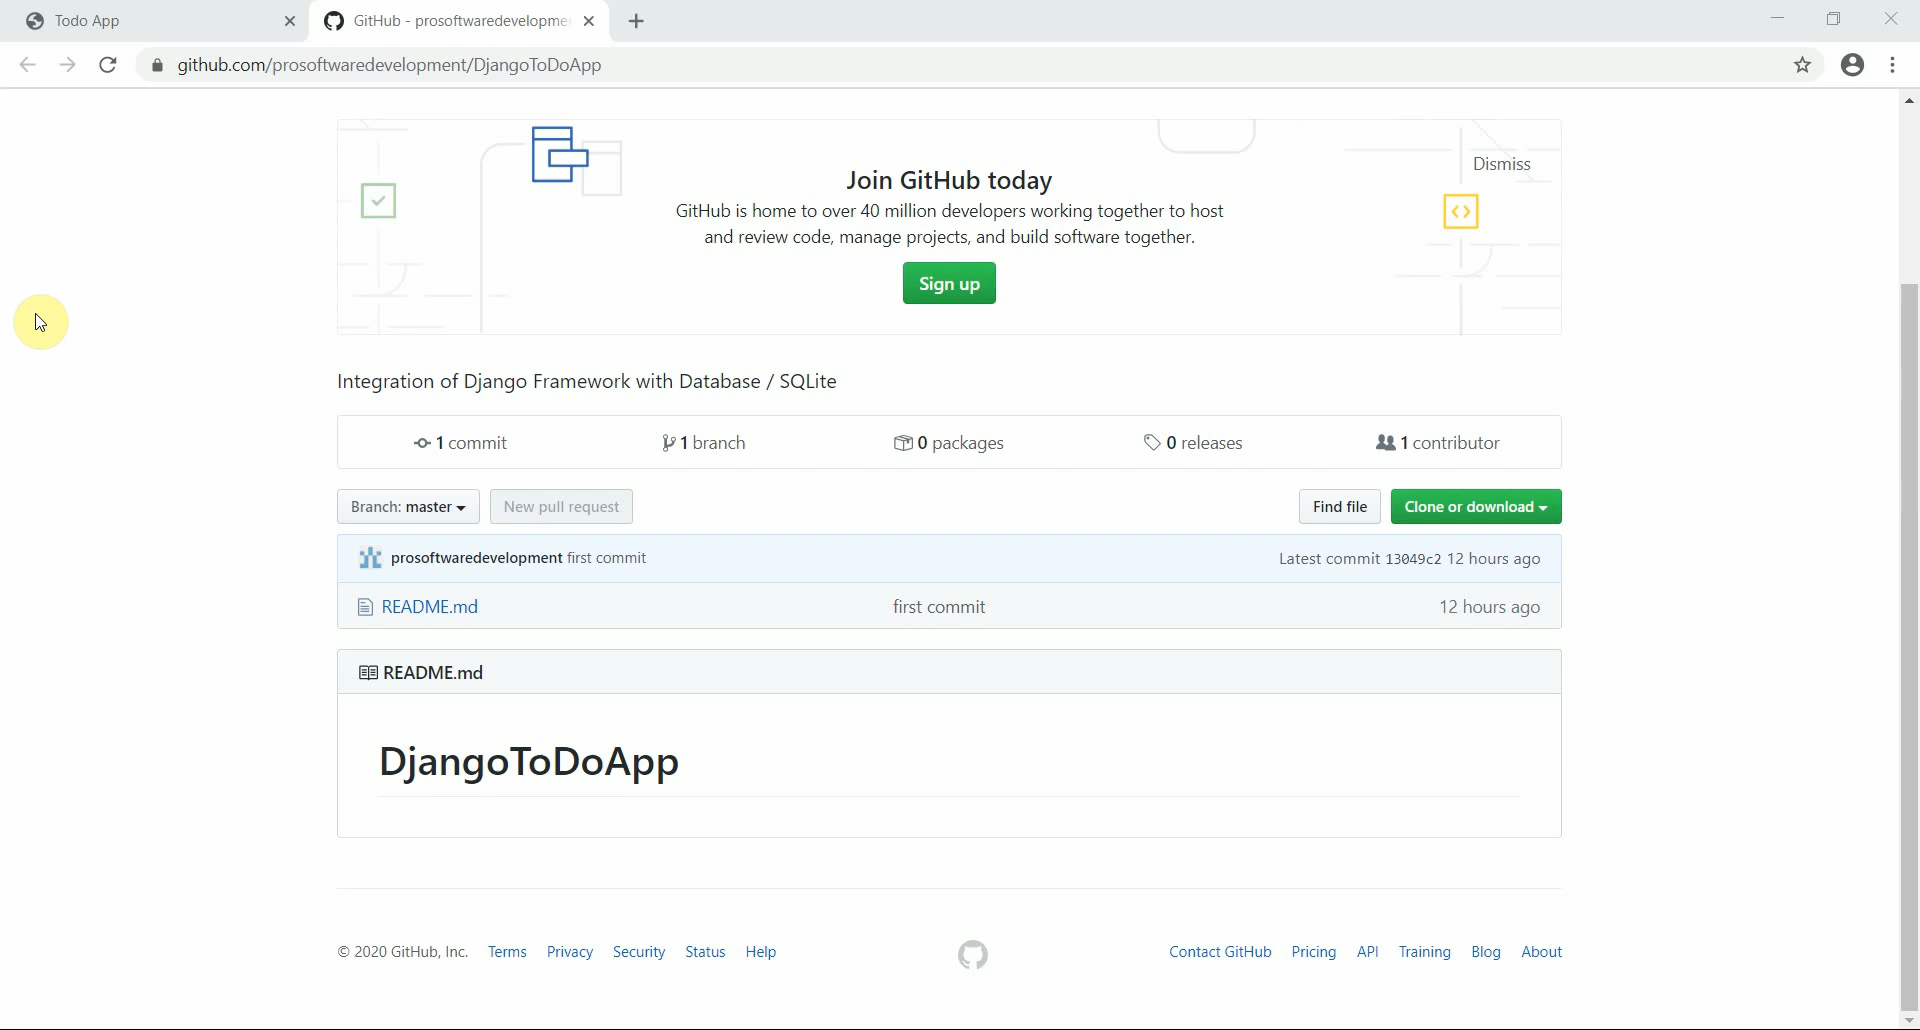 Todo App
GitHub - prosoftwaredevelopme
github.com/prosoftwaredevelopment/DjangoToDoApp
Dismiss
Join GitHub today
GitHub is home to over 40 million developers working together to host
and review code, manage projects, and build software together.
Sign up
Integration of Django Framework with Database / SQLite
1 commit
1 branch
0 packages
0 releases
1 contributor
Branch: master
New pull request
Find file
Clone or download
prosoftwaredevelopment first commit
Latest commit 13049c2 12 hours ago
README.md
first commit
12 hours ago
README.md
DjangoToDoApp
© 2020 GitHub, Inc. Terms Privacy Security Status Help
Contact GitHub Pricing API Training Blog About